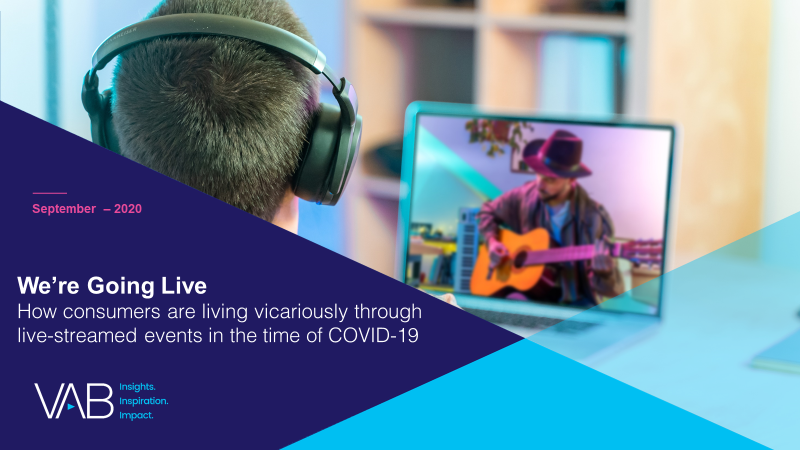 September – 2020
We're Going Live
How consumers are living vicariously through
live-streamed events in the time of COVID-19
VAB
Insights.
Inspiration.
Impact.